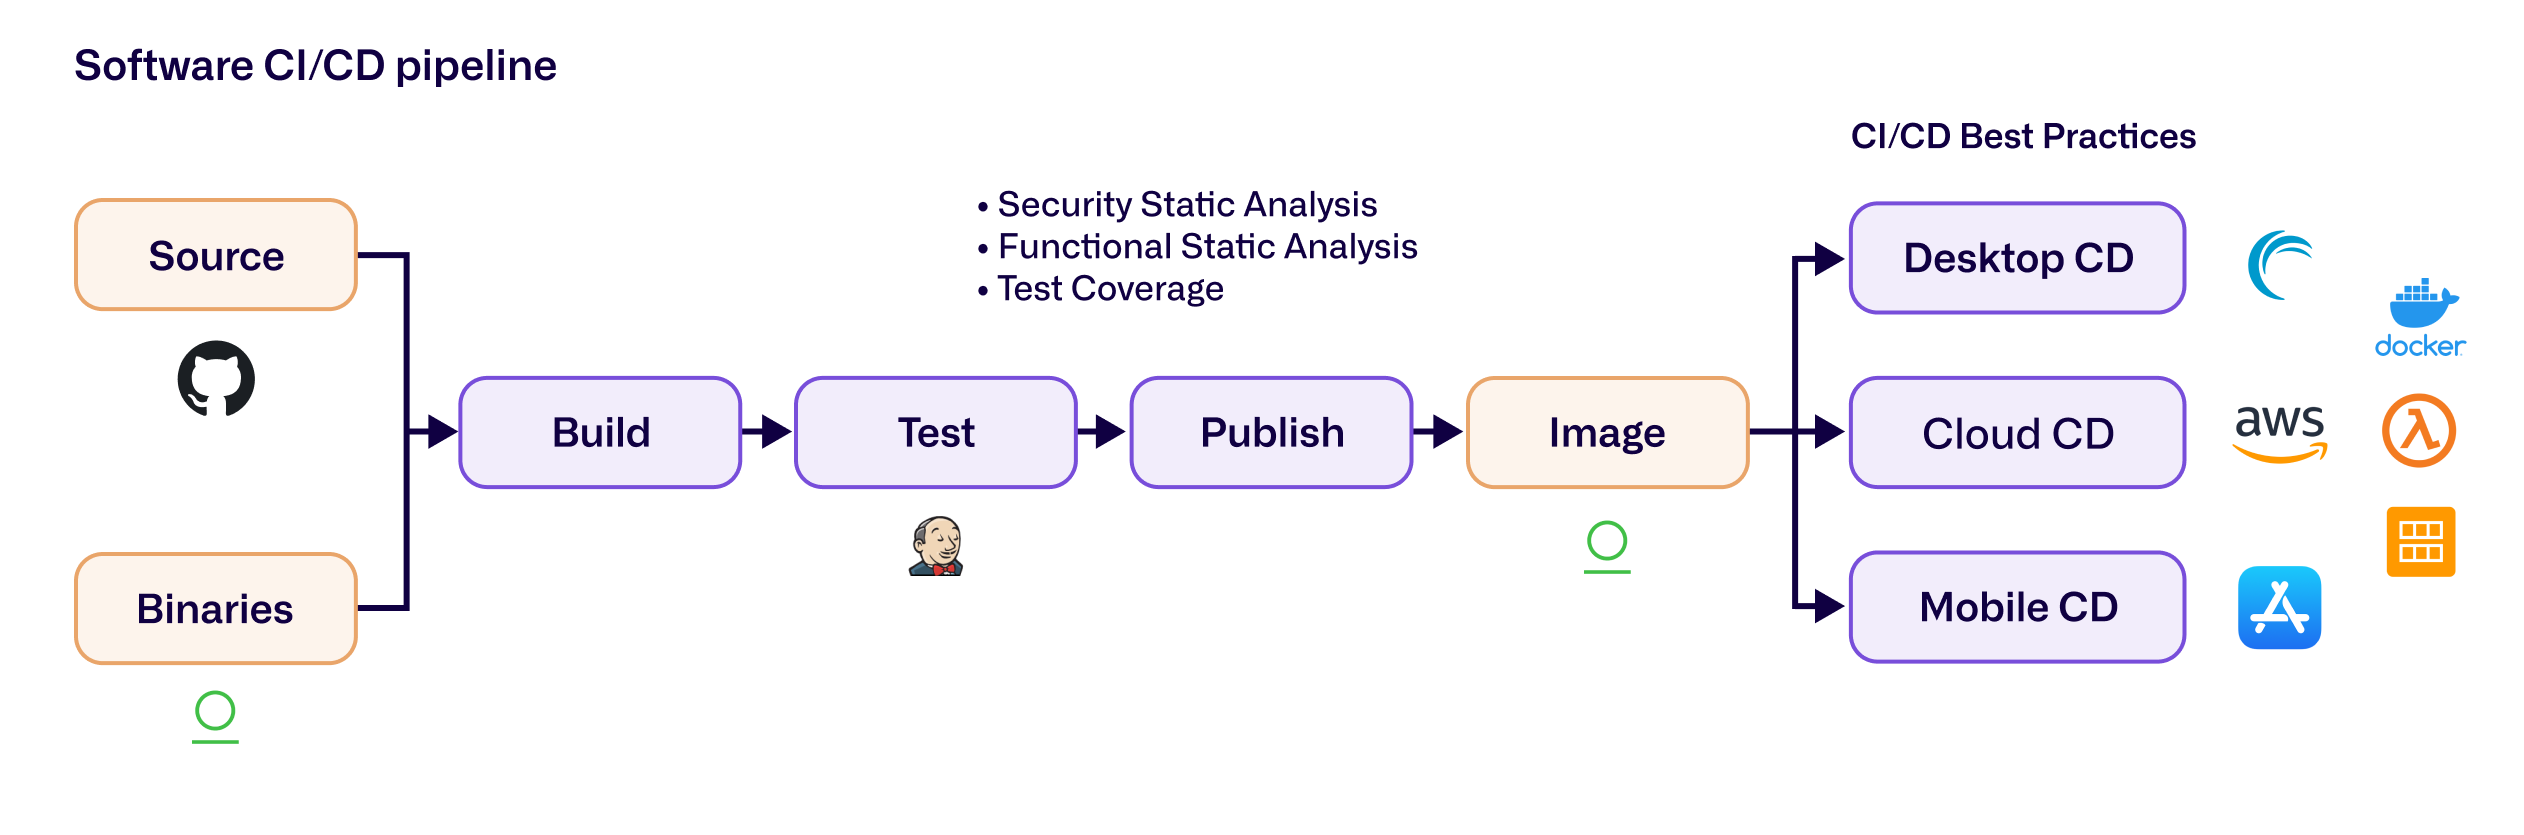 Software CI/CD pipeline
CI/CD Best Practices
• Security Static Analysis
• Functional Static Analysis
• Test Coverage
Source
Binaries
Build
Test
Publish
Image
Desktop CD
Cloud CD
Mobile CD
docker
aws
λ